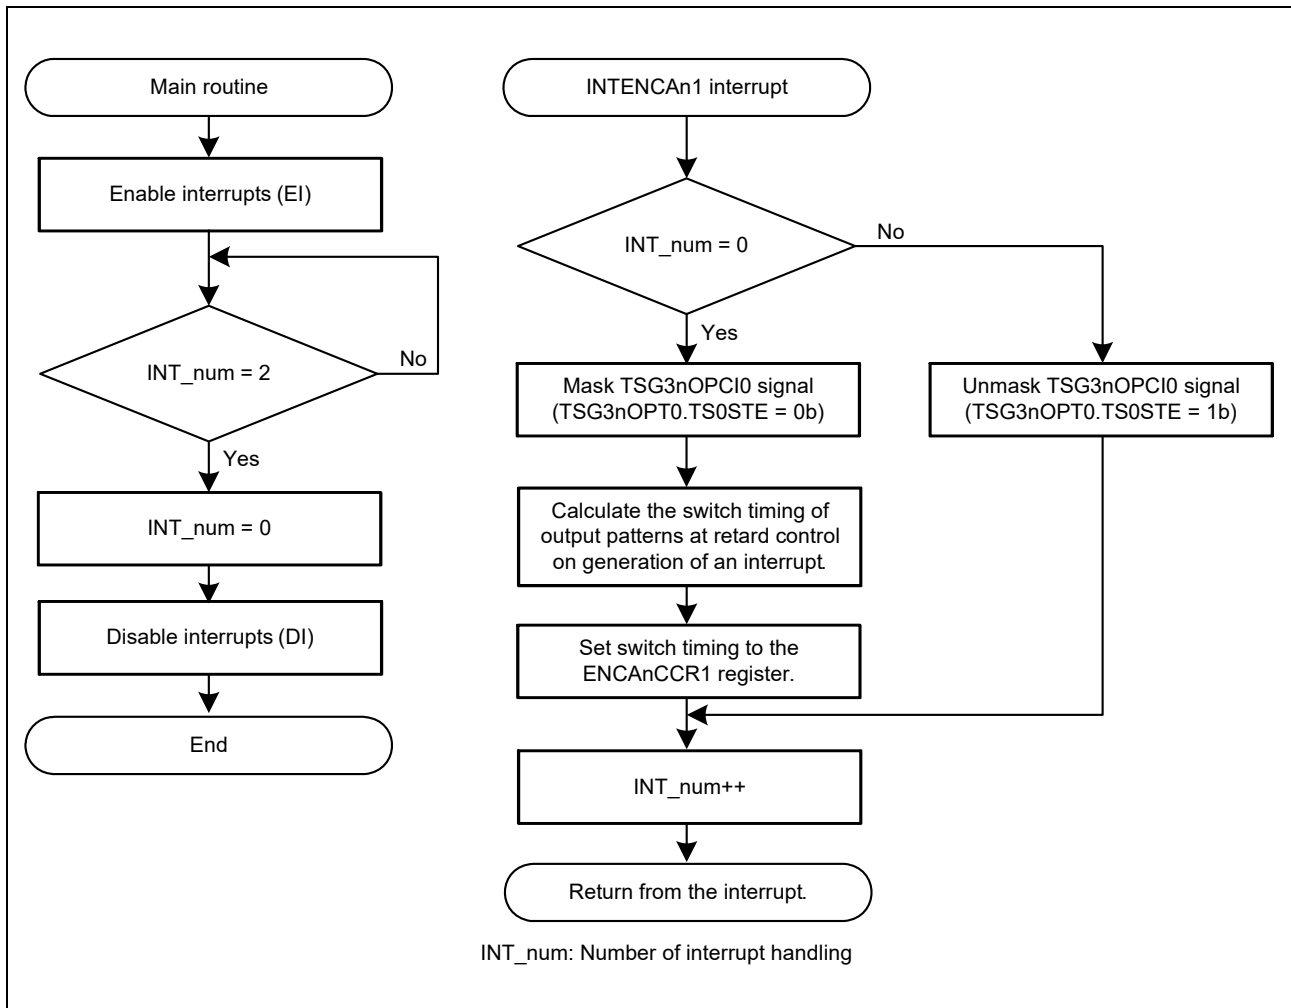 Main routine
Enable interrupts (EI)
INT_num = 2
No
Yes
INT_num = 0
Disable interrupts (DI)
End
INTENCAn1 interrupt
INT_num = 0
No
Yes
Mask TSG3nOPCI0 signal
(TSG3nOPT0.TS0STE = 0b)
Unmask TSG3nOPCI0 signal
(TSG3nOPT0.TS0STE = 1b)
Calculate the switch timing of
output patterns at retard control
on generation of an interrupt.
Set switch timing to the
ENCAnCCR1 register.
INT_num++
Return from the interrupt.
INT_num: Number of interrupt handling